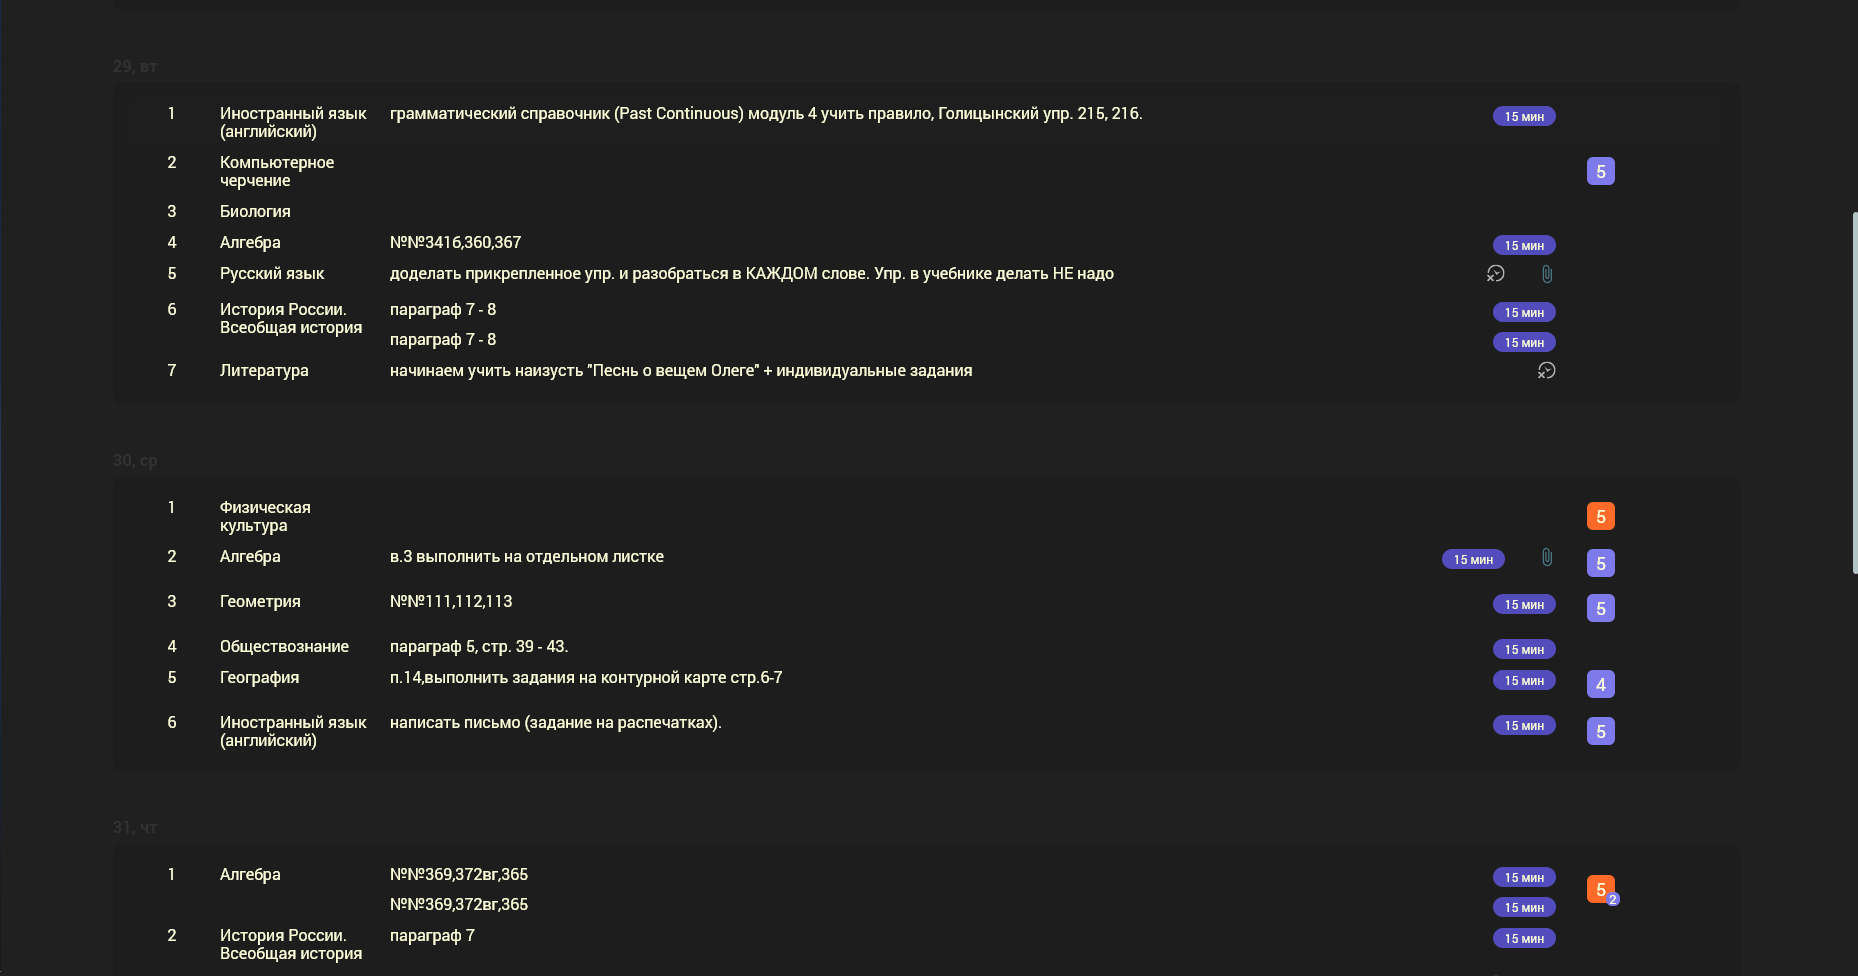 29, вт
1 Иностранный язык грамматический справочник (Past Continuous) модуль 4 учить правило, Голицынский упр. 215, 216. 15 мин
(английский)
2 Компьютерное 5
черчение
3 Биология
4 Алгебра №№3416,360,367 15 мин
5 Русский язык доделать прикрепленное упр. и разобраться в КАЖДОМ слове. Упр. в учебнике делать НЕ надо
6 История России. параграф 7 - 8 15 мин
Всеобщая история
параграф 7 - 8 15 мин
7 Литература начинаем учить наизусть "Песнь о вещем Олеге" + индивидуальные задания
30, ср
1 Физическая 5
культура
2 Алгебра в.3 выполнить на отдельном листке 15 мин 5
3 Геометрия №№111,112,113 15 мин 5
4 Обществознание параграф 5, стр. 39 - 43. 15 мин
5 География п.14,выполнить задания на контурной карте стр.6-7 15 мин 4
6 Иностранный язык написать письмо (задание на распечатках). 15 мин 5
(английский)
31, чт
1 Алгебра №№369,372вг,365 15 мин 5 2
№№369,372вг,365 15 мин
2 История России. параграф 7 15 мин
Всеобщая история